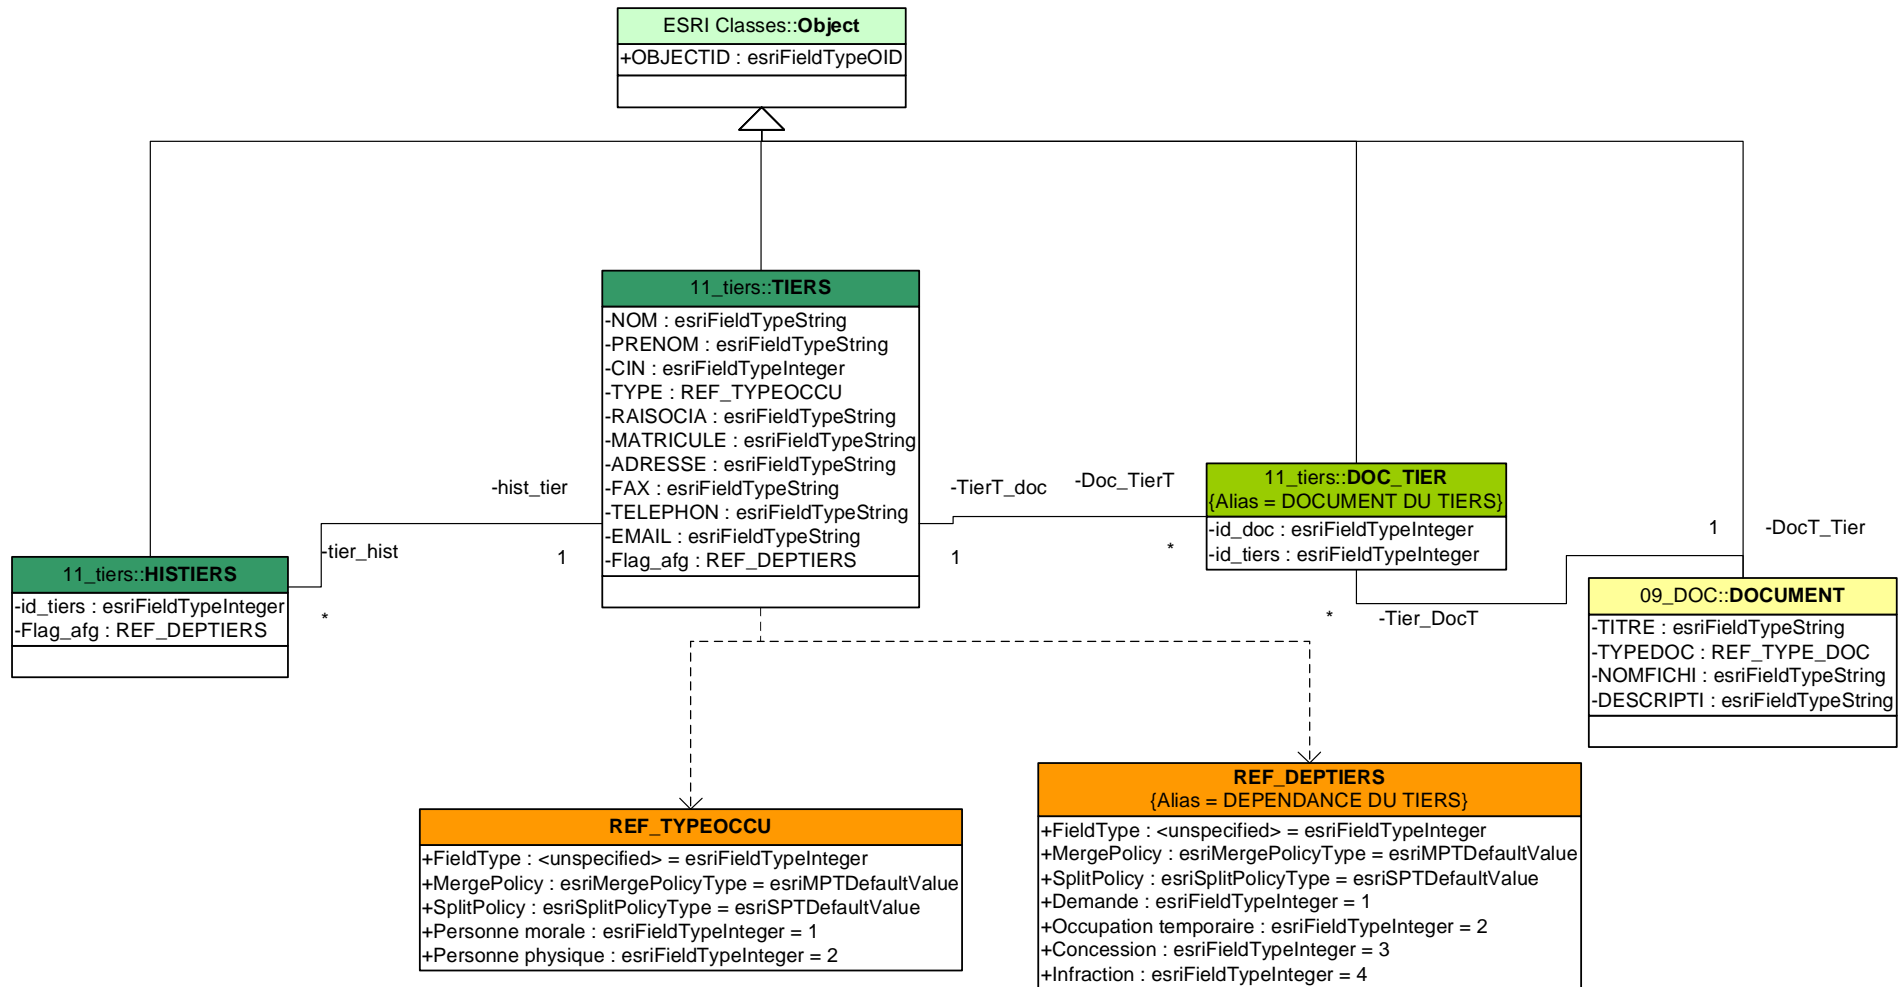 ESRI Classes::Object
+OBJECTID : esriFieldTypeOID
11_tiers::TIERS
-NOM : esriFieldTypeString
-PRENOM : esriFieldTypeString
-CIN : esriFieldTypeInteger
-TYPE : REF_TYPEOCCU
-RAISOCIA : esriFieldTypeString
-MATRICULE : esriFieldTypeString
-ADRESSE : esriFieldTypeString
-FAX : esriFieldTypeString
-TELEPHON : esriFieldTypeString
-EMAIL : esriFieldTypeString
-Flag_afg : REF_DEPTIERS
-hist_tier
1
-tier_hist
*
11_tiers::HISTIERS
-id_tiers : esriFieldTypeInteger
-Flag_afg : REF_DEPTIERS
-TierT_doc
1
-Doc_TierT
*
11_tiers::DOC_TIER
{Alias = DOCUMENT DU TIERS}
-id_doc : esriFieldTypeInteger
-id_tiers : esriFieldTypeInteger
1
-DocT_Tier
*
-Tier_DocT
09_DOC::DOCUMENT
-TITRE : esriFieldTypeString
-TYPEDOC : REF_TYPE_DOC
-NOMFICHI : esriFieldTypeString
-DESCRIPTI : esriFieldTypeString
REF_TYPEOCCU
+FieldType : <unspecified> = esriFieldTypeInteger
+MergePolicy : esriMergePolicyType = esriMPTDefaultValue
+SplitPolicy : esriSplitPolicyType = esriSPTDefaultValue
+Personne morale : esriFieldTypeInteger = 1
+Personne physique : esriFieldTypeInteger = 2
REF_DEPTIERS
{Alias = DEPENDANCE DU TIERS}
+FieldType : <unspecified> = esriFieldTypeInteger
+MergePolicy : esriMergePolicyType = esriMPTDefaultValue
+SplitPolicy : esriSplitPolicyType = esriSPTDefaultValue
+Demande : esriFieldTypeInteger = 1
+Occupation temporaire : esriFieldTypeInteger = 2
+Concession : esriFieldTypeInteger = 3
+Infraction : esriFieldTypeInteger = 4